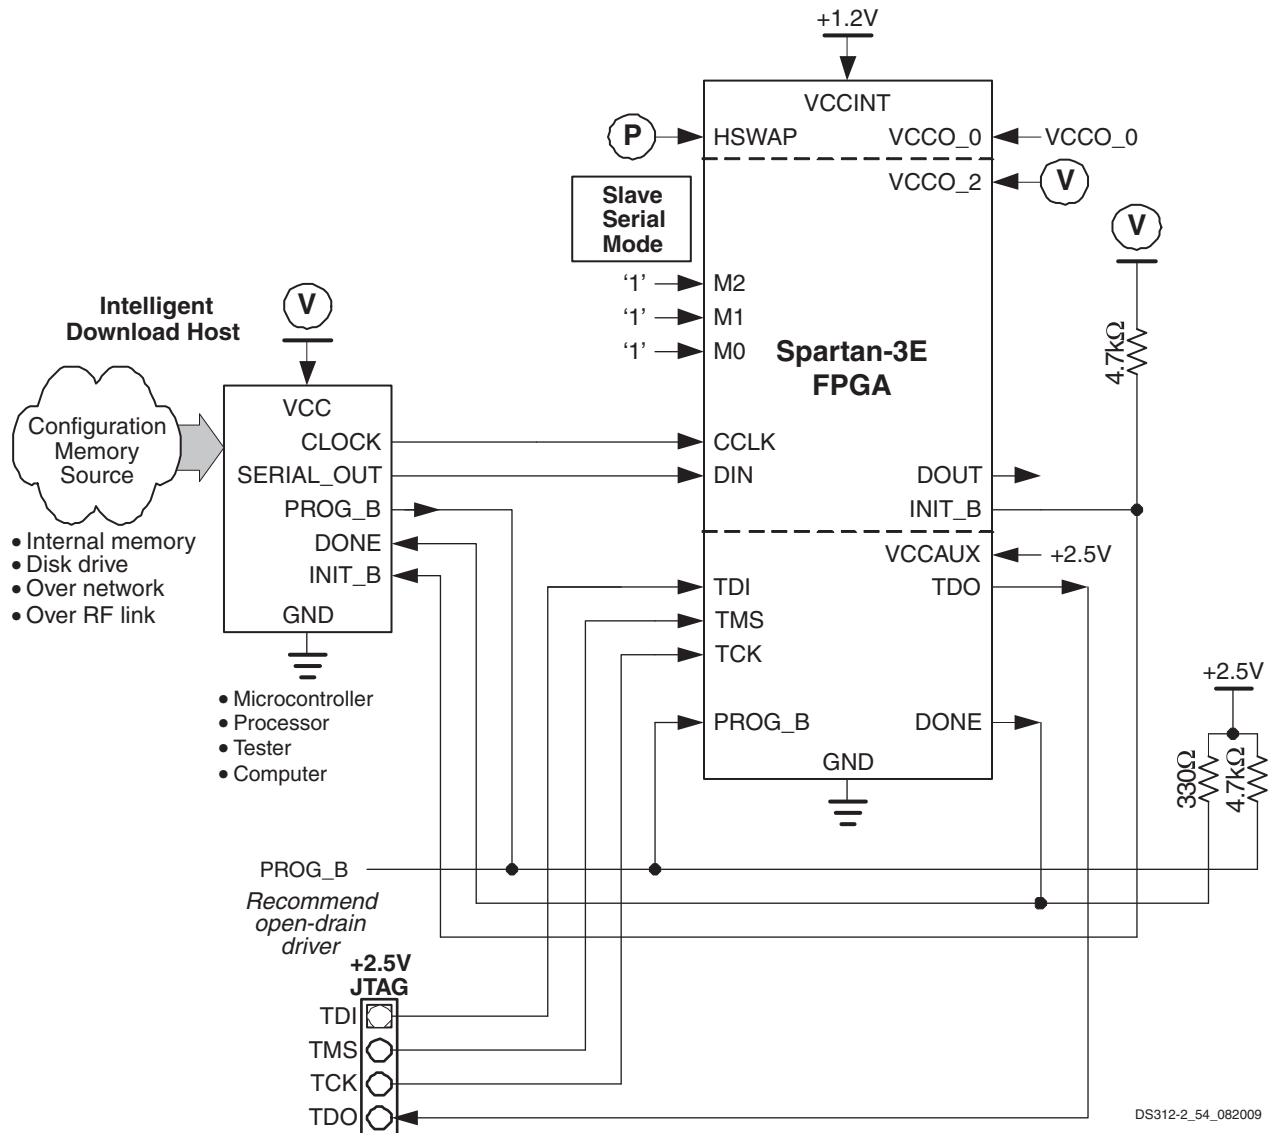 +1.2V
VCCINT
P
HSWAP
VCCO_0
VCCO_0
VCCO_2
V
Slave
Serial
Mode
V
‘1’
M2
‘1’
M1
‘1’
M0
Spartan-3E
FPGA
4.7kΩ
Intelligent
Download Host
V
Configuration
Memory
Source
VCC
CLOCK
SERIAL_OUT
PROG_B
DONE
INIT_B
GND
CCLK
DIN
DOUT
INIT_B
• Internal memory
• Disk drive
• Over network
• Over RF link
VCCAUX
+2.5V
TDI
TDO
TMS
TCK
• Microcontroller
• Processor
• Tester
• Computer
PROG_B
DONE
GND
+2.5V
330Ω
4.7kΩ
PROG_B
Recommend
open-drain
driver
+2.5V
JTAG
TDI
TMS
TCK
TDO
DS312-2_54_082009